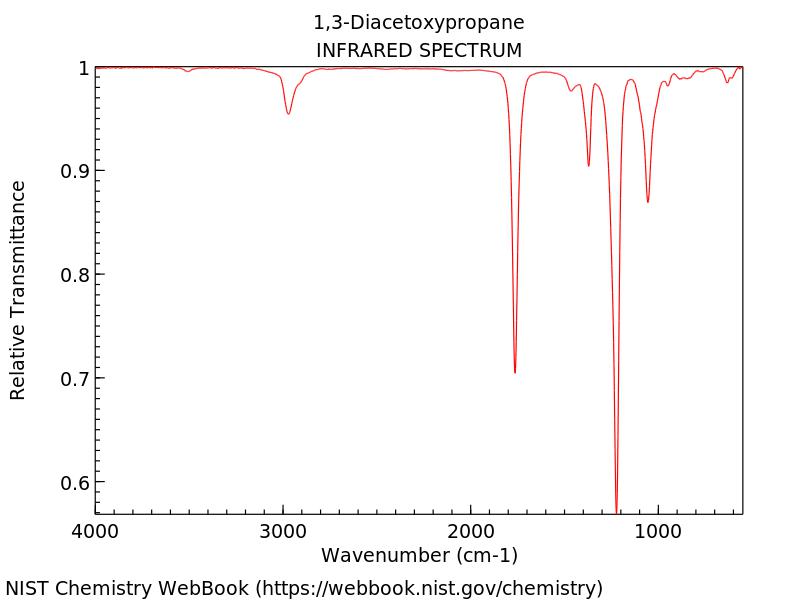 1,3-Diacetoxypropane
INFRARED SPECTRUM
1
0.9
0.8
0.7
0.6
Relative Transmittance
4000 3000 2000 1000
Wavenumber (cm-1)
NIST Chemistry WebBook (https://webbook.nist.gov/chemistry)